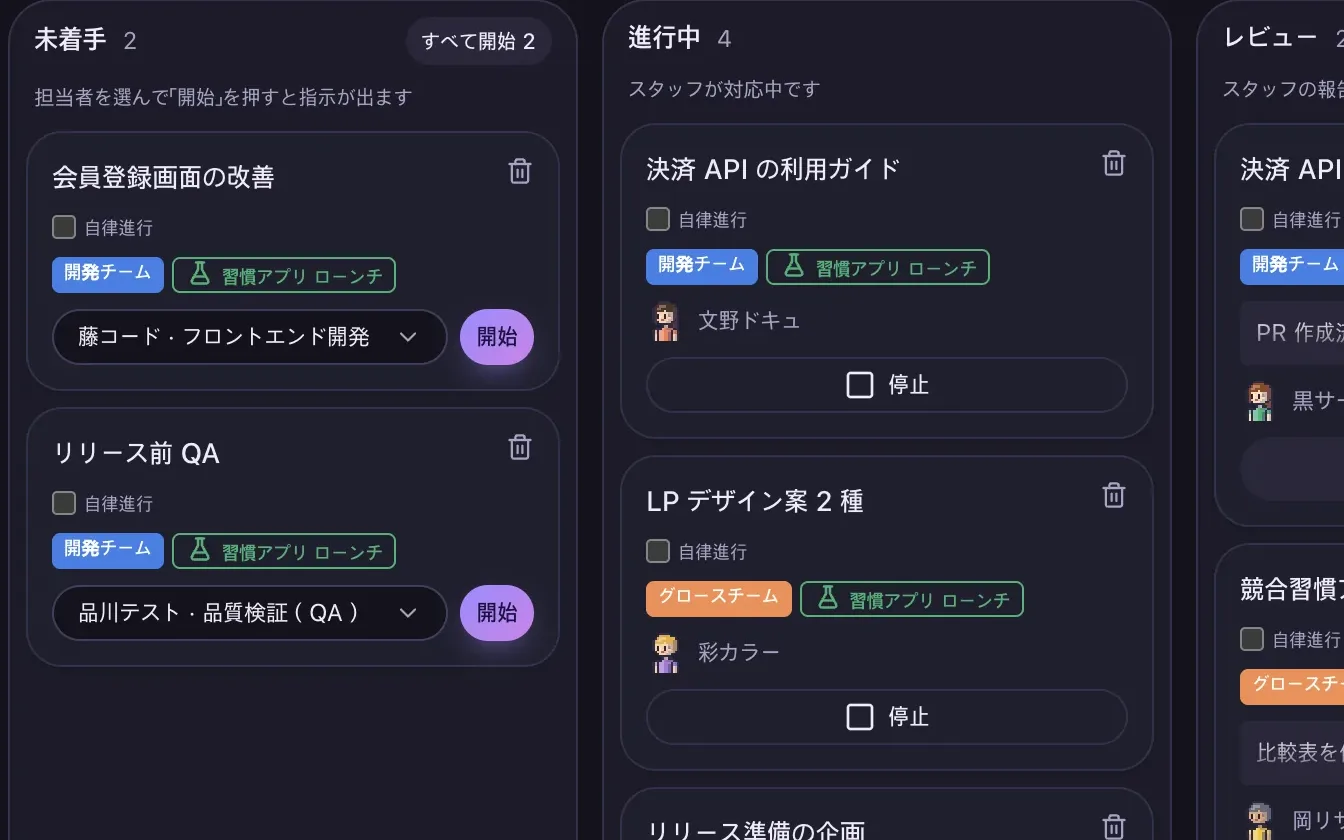 未着手 2
すべて開始 2
担当者を選んで「開始」を押すと指示が出ます
会員登録画面の改善
自律進行
開発チーム
習慣アプリ ローンチ
藤コード・フロントエンド開発
開始
リリース前 QA
自律進行
開発チーム
習慣アプリ ローンチ
品川テスト・品質検証（QA）
開始
進行中 4
スタッフが対応中です
決済 API の利用ガイド
自律進行
開発チーム
習慣アプリ ローンチ
文野ドキュ
停止
LP デザイン案 2 種
自律進行
グロースチーム
習慣アプリ ローンチ
彩カラー
停止
リリース準備の企画
レビュー 2
スタッフの報
決済 API
自律進行
開発チーム
PR 作成
黒サ
競合習慣
自律進行
グロースチ
比較表を
岡リ